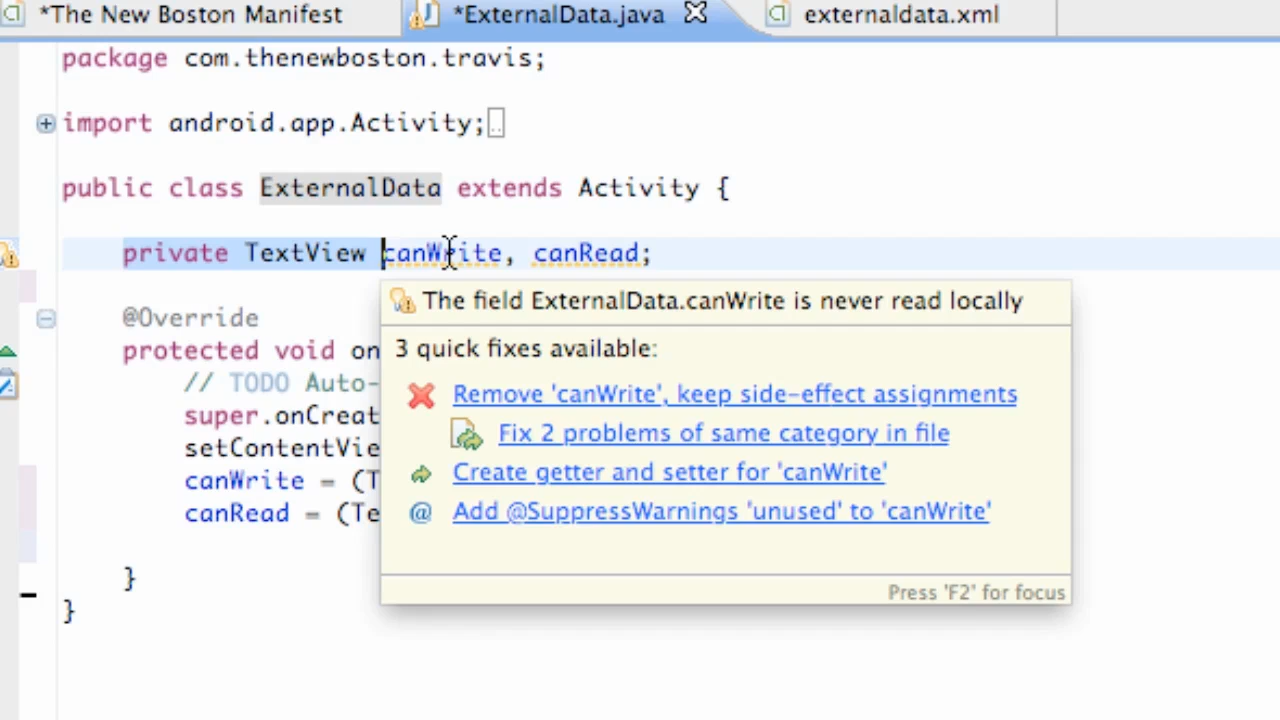 *The New Boston Manifest
*ExternalData.java
externaldata.xml
package com.thenewboston.travis;
import android.app.Activity;
public class ExternalData extends Activity {
private TextView canWrite, canRead;
@Override
protected void on
// TODO Auto-
super.onCreat
setContentVie
canWrite = (T
canRead = (Te
}
}
The field ExternalData.canWrite is never read locally
3 quick fixes available:
Remove 'canWrite', keep side-effect assignments
Fix 2 problems of same category in file
Create getter and setter for 'canWrite'
@ Add @SuppressWarnings 'unused' to 'canWrite'
Press 'F2' for focus